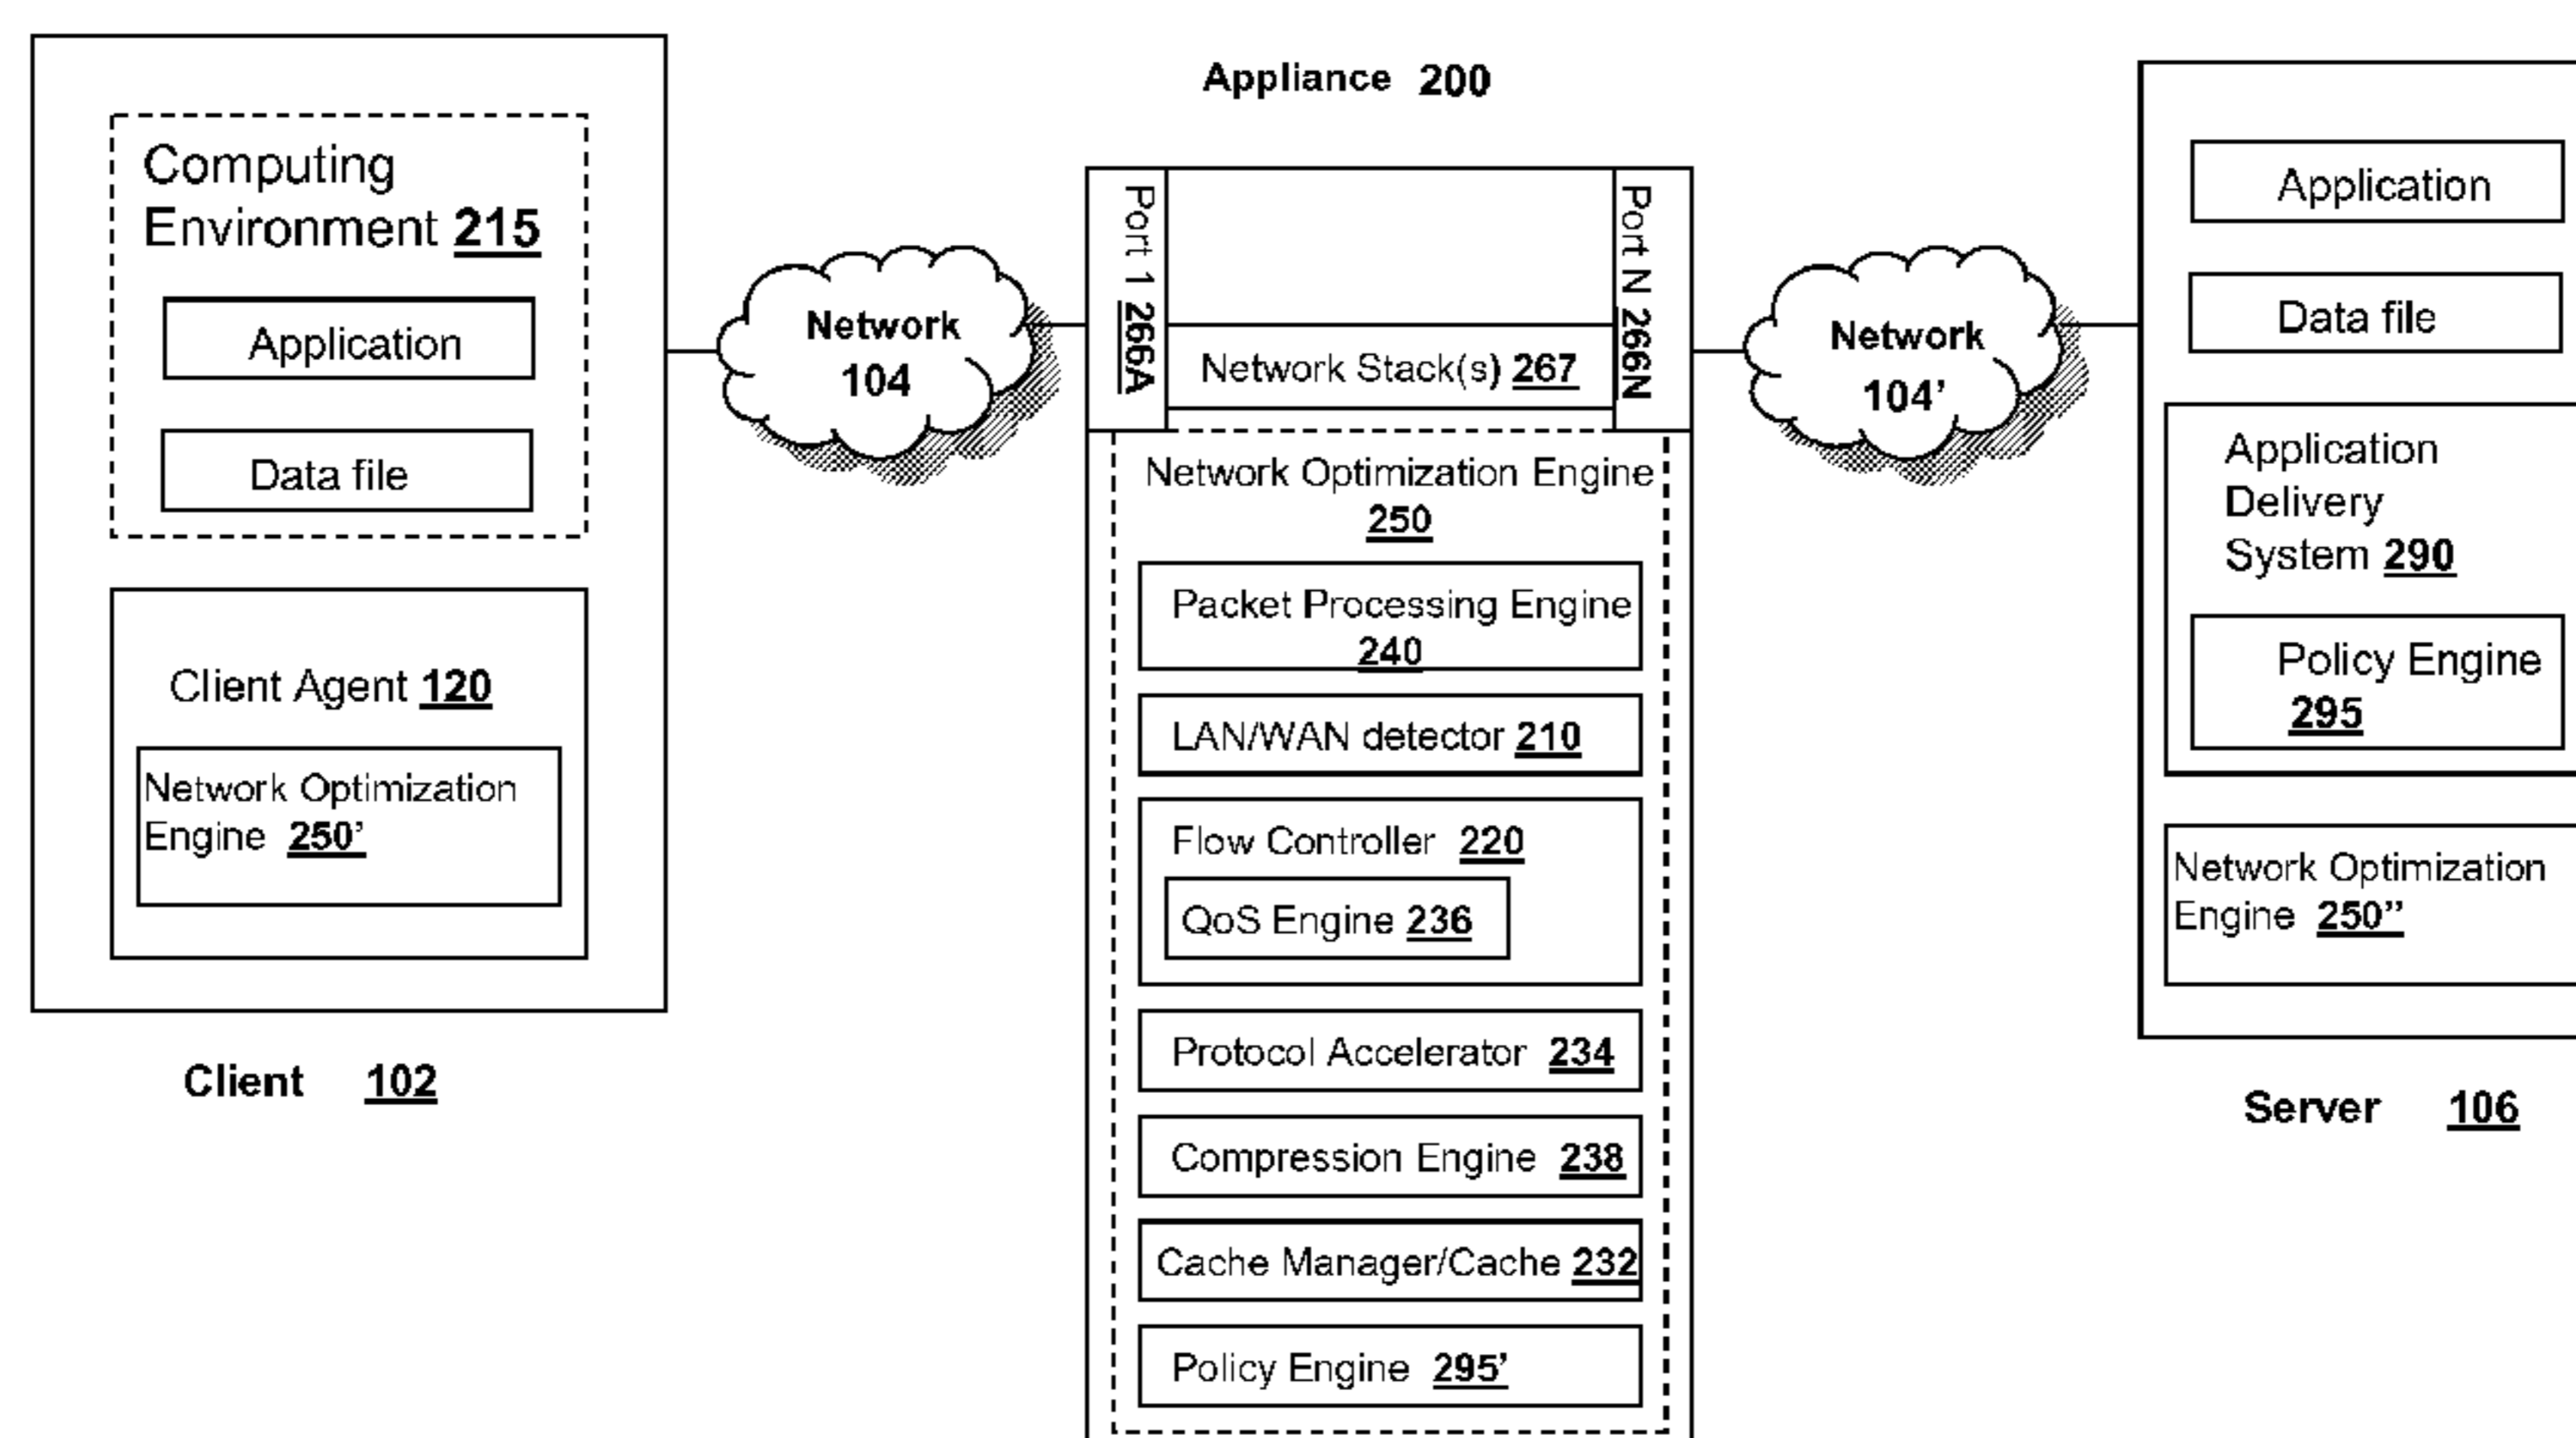 Computing
Environment 215
Application
Data file
Client Agent 120
Network Optimization
Engine 250'
Client 102
Network
104
Appliance 200
Port 1 266A
Port N 266N
Network Stack(s) 267
Network Optimization Engine
250
Packet Processing Engine
240
LAN/WAN detector 210
Flow Controller 220
QoS Engine 236
Protocol Accelerator 234
Compression Engine 238
Cache Manager/Cache 232
Policy Engine 295'
Network
104'
Application
Data file
Application
Delivery
System 290
Policy Engine
295
Network Optimization
Engine 250"
Server 106